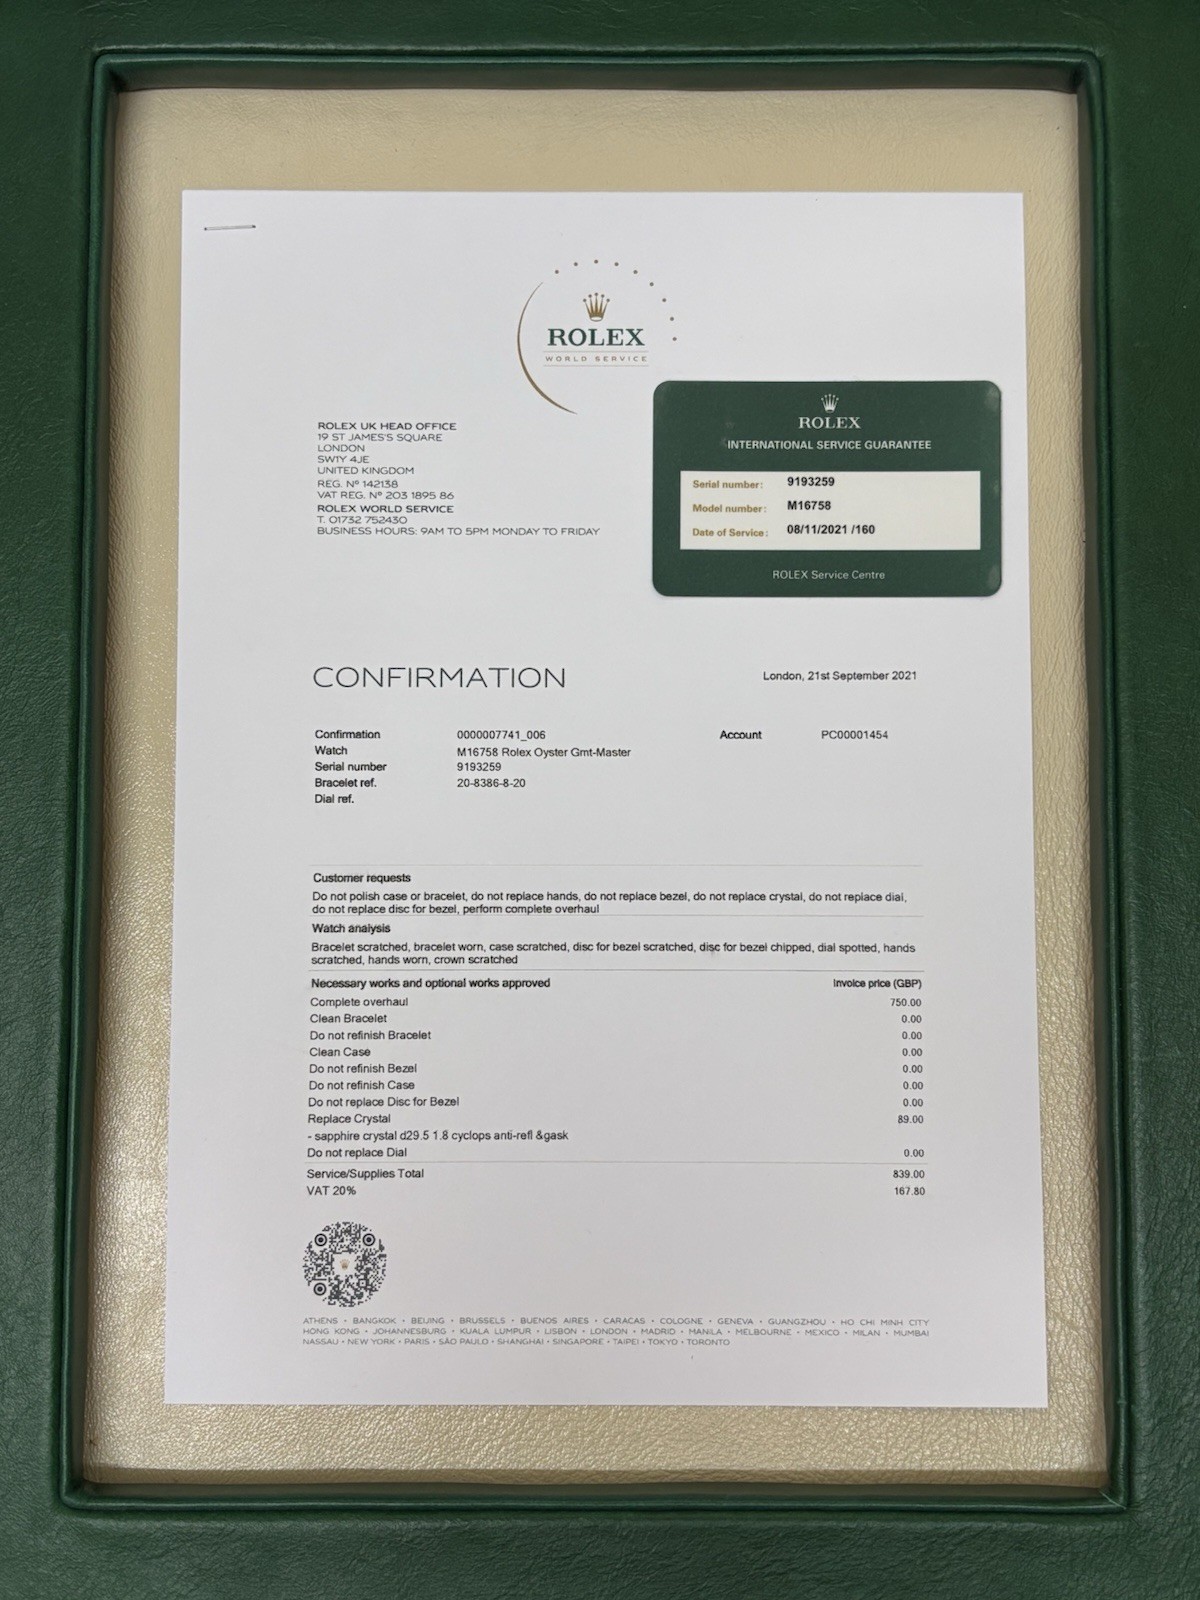 ROLEX
WORLD SERVICE
ROLEX UK HEAD OFFICE
19 ST JAMES'S SQUARE
LONDON
SW1Y 4JE
UNITED KINGDOM
REG. Nº 142138
VAT REG. Nº 203 1895 86
ROLEX WORLD SERVICE
T. 01732 752430
BUSINESS HOURS: 9AM TO 5PM MONDAY TO FRIDAY
ROLEX
INTERNATIONAL SERVICE GUARANTEE
Serial number: 9193259
Model number: M16758
Date of Service: 08/11/2021 /160
ROLEX Service Centre
CONFIRMATION London, 21st September 2021
Confirmation 0000007741_006 Account PC00001454
Watch M16758 Rolex Oyster Gmt-Master
Serial number 9193259
Bracelet ref. 20-8386-8-20
Dial ref.
Customer requests
Do not polish case or bracelet, do not replace hands, do not replace bezel, do not replace crystal, do not replace dial,
do not replace disc for bezel, perform complete overhaul
Watch analysis
Bracelet scratched, bracelet worn, case scratched, disc for bezel scratched, disc for bezel chipped, dial spotted, hands
scratched, hands worn, crown scratched
Necessary works and optional works approved Invoice price (GBP)
Complete overhaul 750.00
Clean Bracelet 0.00
Do not refinish Bracelet 0.00
Clean Case 0.00
Do not refinish Bezel 0.00
Do not refinish Case 0.00
Do not replace Disc for Bezel 0.00
Replace Crystal 89.00
- sapphire crystal d29.5 1.8 cyclops anti-refl &gask
Do not replace Dial 0.00
Service/Supplies Total 839.00
VAT 20% 167.80
ATHENS • BANGKOK • BEIJING • BRUSSELS • BUENOS AIRES • CARACAS • COLOGNE • GENEVA • GUANGZHOU • HO CHI MINH CITY
HONG KONG • JOHANNESBURG • KUALA LUMPUR • LISBON • LONDON • MADRID • MANILA • MELBOURNE • MEXICO • MILAN • MUMBAI
NASSAU • NEW YORK • PARIS • SÃO PAULO • SHANGHAI • SINGAPORE • TAIPEI • TOKYO • TORONTO